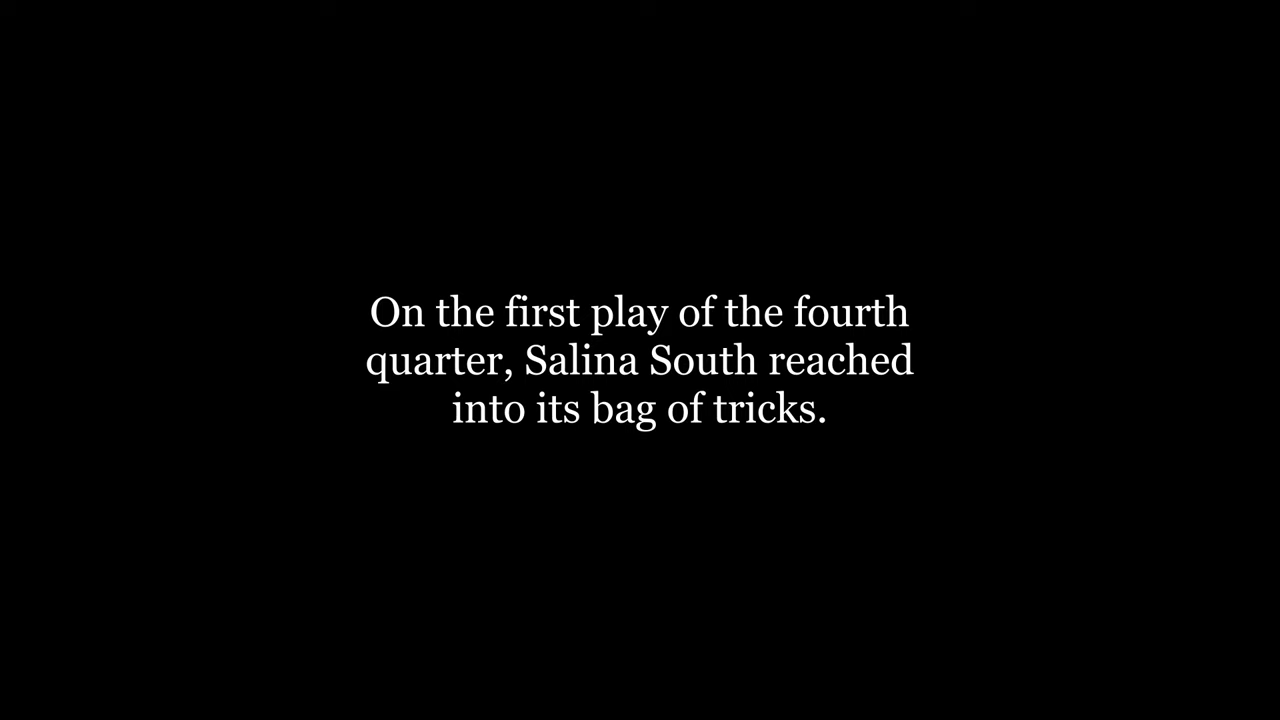 On the first play of the fourth
quarter, Salina South reached
into its bag of tricks.